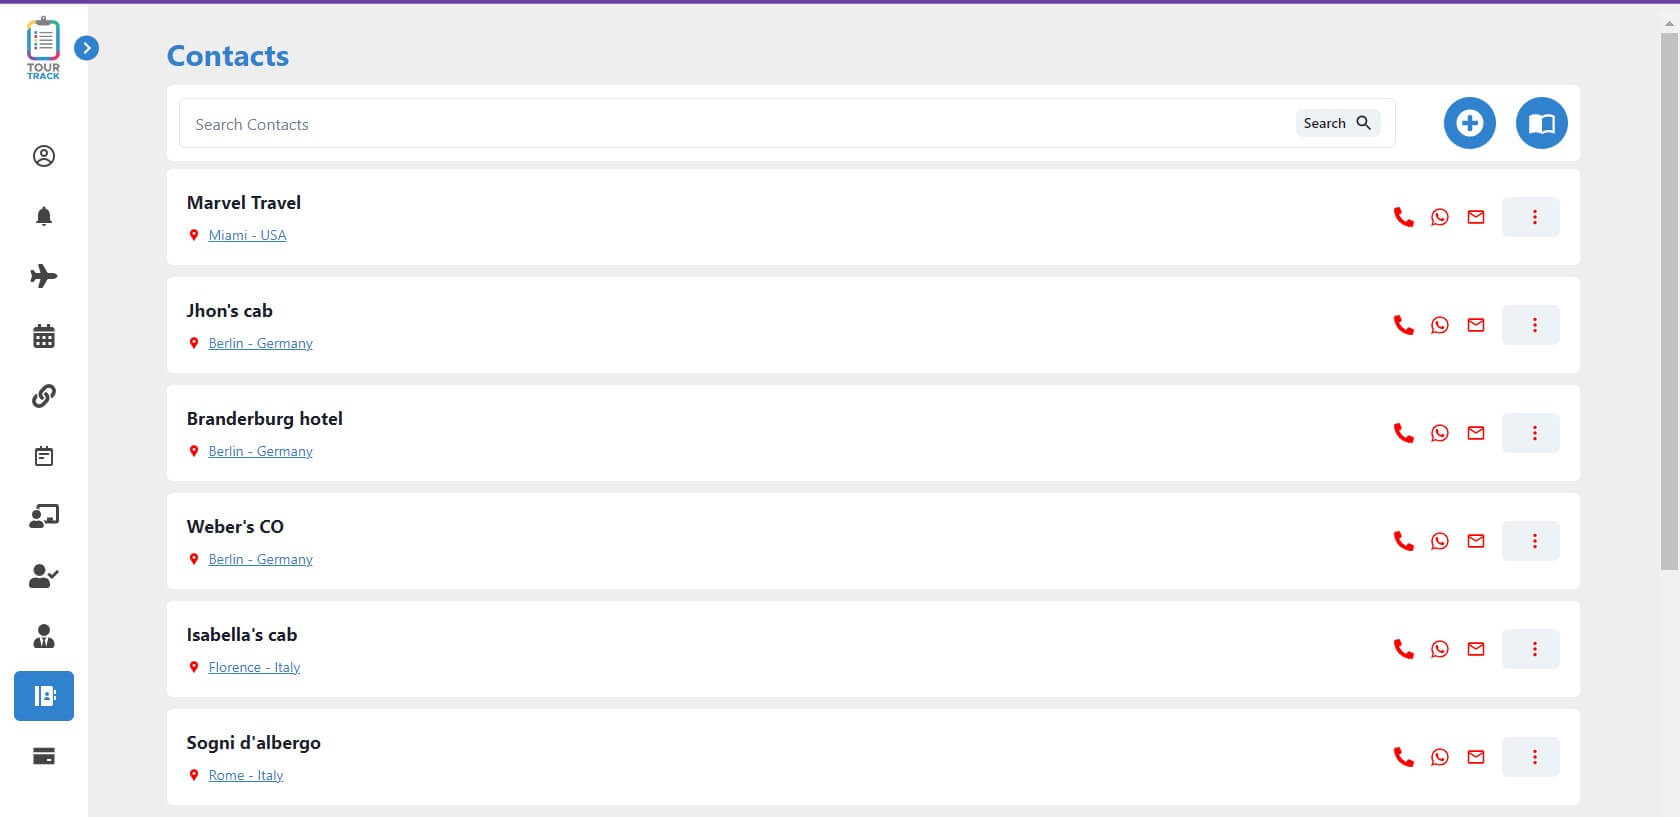 TOUR
TRACK
Contacts
Search Contacts
Search
Marvel Travel
Miami - USA
Jhon's cab
Berlin - Germany
Branderburg hotel
Berlin - Germany
Weber's CO
Berlin - Germany
Isabella's cab
Florence - Italy
Sogni d'albergo
Rome - Italy